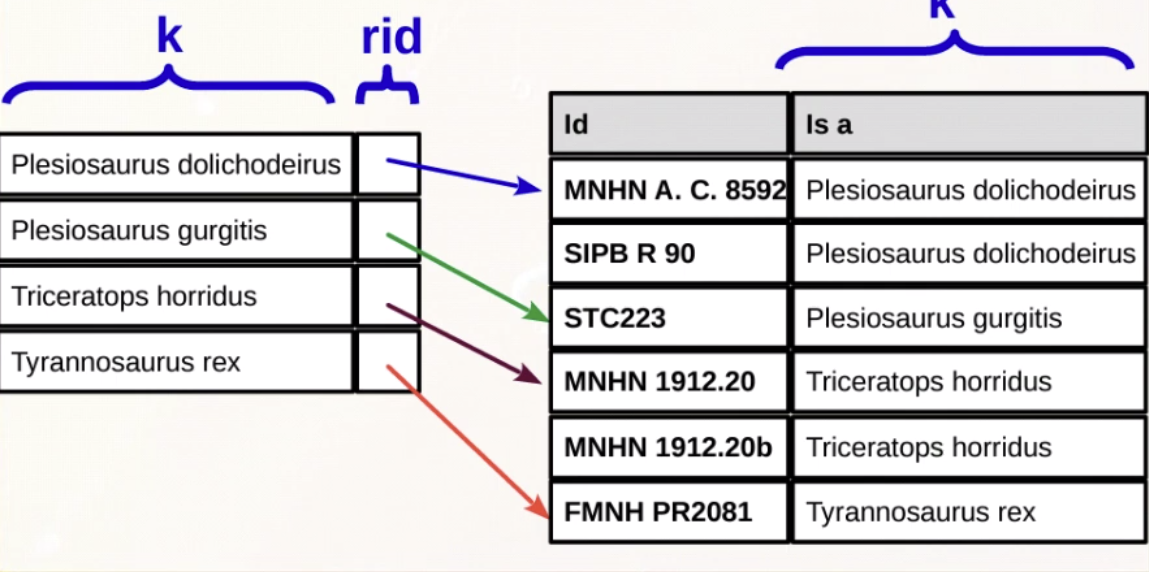 k
rid
k
Plesiosaurus dolichodeirus
Plesiosaurus gurgitis
Triceratops horridus
Tyrannosaurus rex
Id Is a
MNHN A. C. 8592 Plesiosaurus dolichodeirus
SIPB R 90 Plesiosaurus dolichodeirus
STC223 Plesiosaurus gurgitis
MNHN 1912.20 Triceratops horridus
MNHN 1912.20b Triceratops horridus
FMNH PR2081 Tyrannosaurus rex